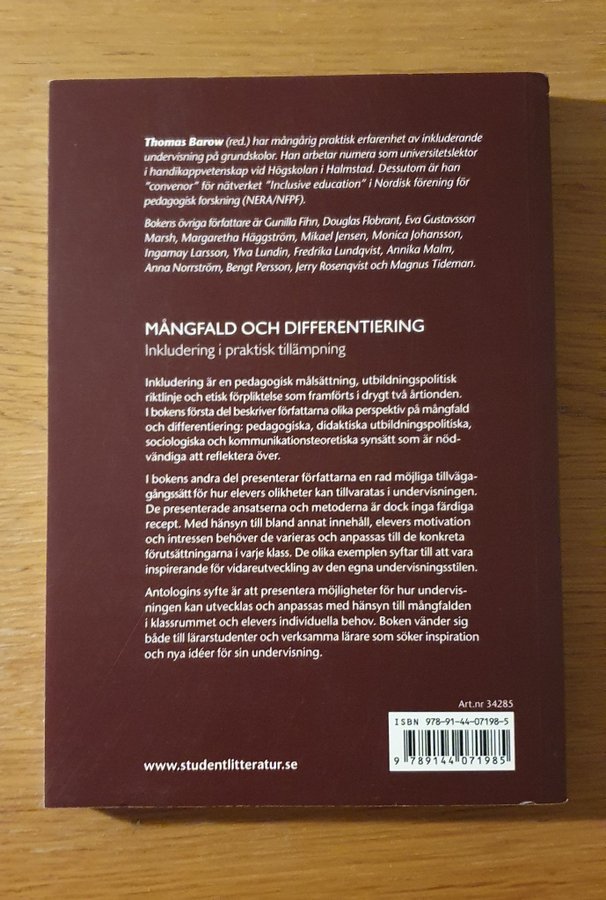 Thomas Barow (red.) har mångårig praktisk erfarenhet av inkluderande
undervisning på grundskolor. Han arbetar numera som universitetslektor
i handikappvetenskap vid Högskolan i Halmstad. Dessutom är han
"convenor" för nätverket "Inclusive education" i Nordisk förening för
pedagogisk forskning (NERA/NFPF).
Bokens övriga författare är Gunilla Fihn, Douglas Flobrant, Eva Gustavsson
Marsh, Margaretha Häggström, Mikael Jensen, Monica Johansson,
Ingamay Larsson, Ylva Lundin, Fredrika Lundqvist, Annika Malm,
Anna Norrström, Bengt Persson, Jerry Rosenqvist och Magnus Tideman.
MÅNGFALD OCH DIFFERENTIERING
Inkludering i praktisk tillämpning
Inkludering är en pedagogisk målsättning, utbildningspolitisk
riktlinje och etisk förpliktelse som framförts i drygt två årtionden.
I bokens första del beskriver författarna olika perspektiv på mångfald
och differentiering: pedagogiska, didaktiska utbildningspolitiska,
sociologiska och kommunikationsteoretiska synsätt som är nöd-
vändiga att reflektera över.
I bokens andra del presenterar författarna en rad möjliga tillväga-
gångssätt för hur elevers olikheter kan tillvaratas i undervisningen.
De presenterade ansatserna och metoderna är dock inga färdiga
recept. Med hänsyn till bland annat innehåll, elevers motivation
och intressen behöver de varieras och anpassas till de konkreta
förutsättningarna i varje klass. De olika exemplen syftar till att vara
inspirerande för vidareutveckling av den egna undervisningsstilen.
Antologins syfte är att presentera möjligheter för hur undervis-
ningen kan utvecklas och anpassas med hänsyn till mångfalden
i klassrummet och elevers individuella behov. Boken vänder sig
både till lärarstudenter och verksamma lärare som söker inspiration
och nya idéer för sin undervisning.
Art.nr 34285
ISBN 978-91-44-07198-5
9 789144 071985
www.studentlitteratur.se